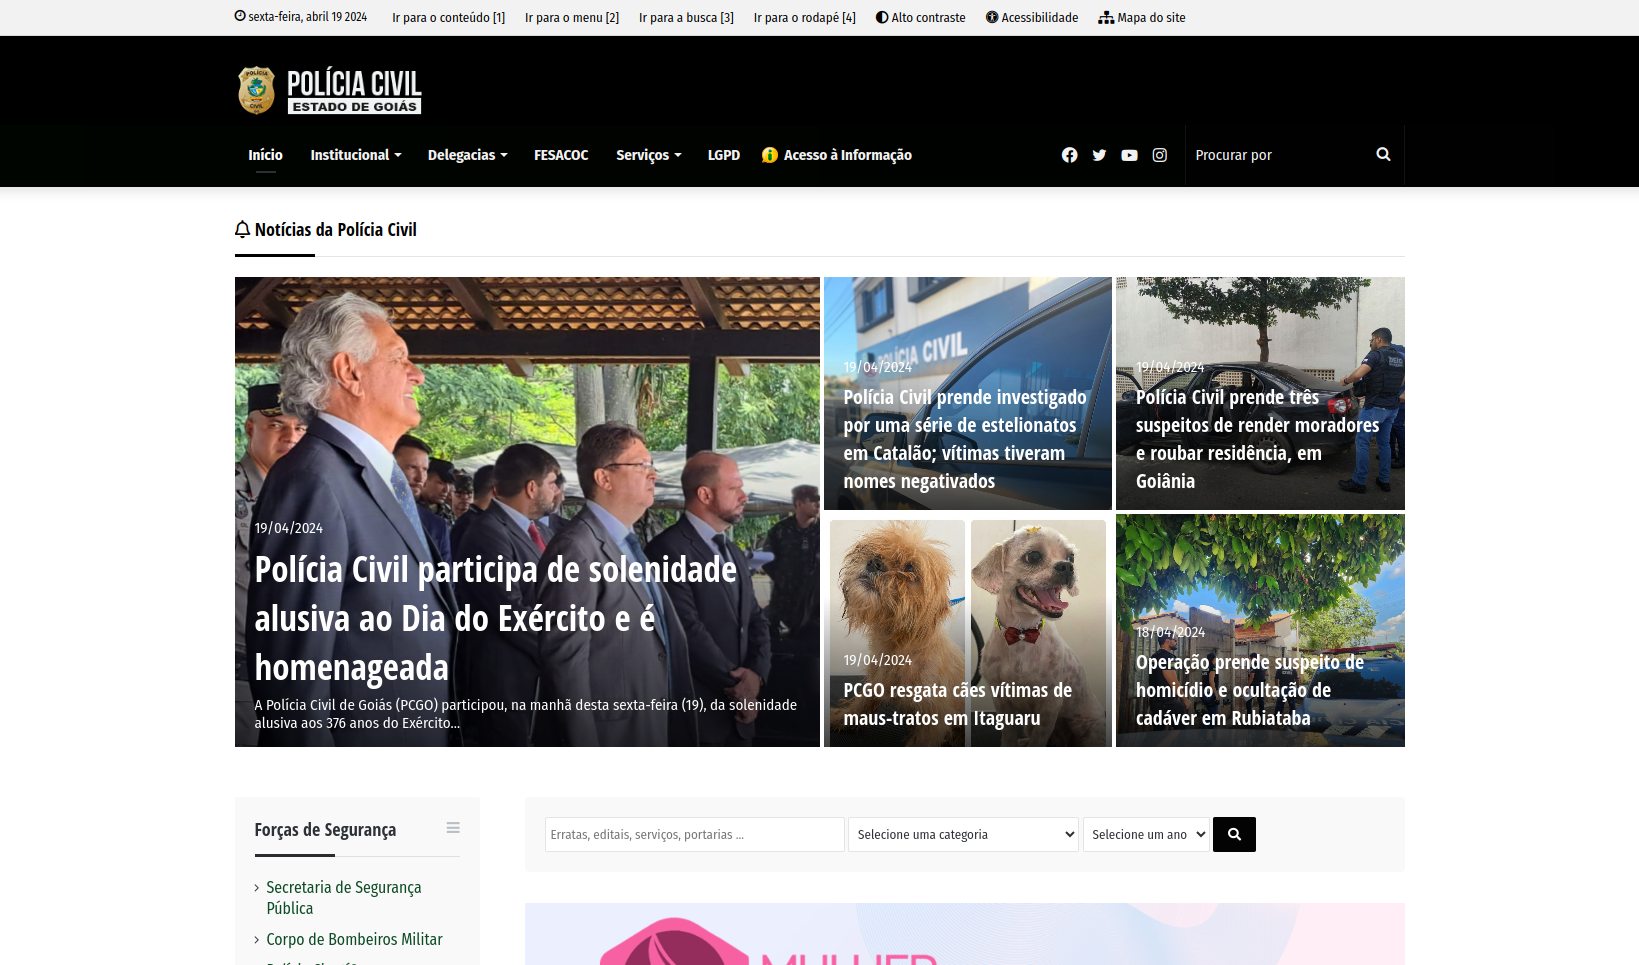 sexta-feira, abril 19 2024 Ir para o conteúdo [1] Ir para o menu [2] Ir para a busca [3] Ir para o rodapé [4] Alto contraste Acessibilidade Mapa do site
POLÍCIA CIVIL
ESTADO DE GOIÁS
Início Institucional Delegacias FESACOC Serviços LGPD Acesso à Informação Procurar por
Notícias da Polícia Civil
19/04/2024
Polícia Civil participa de solenidade
alusiva ao Dia do Exército e é
homenageada
A Polícia Civil de Goiás (PCGO) participou, na manhã desta sexta-feira (19), da solenidade
alusiva aos 376 anos do Exército…
POLÍCIA CIVIL
19/04/2024
Polícia Civil prende investigado
por uma série de estelionatos
em Catalão; vítimas tiveram
nomes negativados
19/04/2024
Polícia Civil prende três
suspeitos de render moradores
e roubar residência, em
Goiânia
19/04/2024
PCGO resgata cães vítimas de
maus-tratos em Itaguaru
18/04/2024
Operação prende suspeito de
homicídio e ocultação de
cadáver em Rubiataba
Forças de Segurança
Secretaria de Segurança
Pública
Corpo de Bombeiros Militar
Erratas, editais, serviços, portarias ... Selecione uma categoria Selecione um ano
MULHER